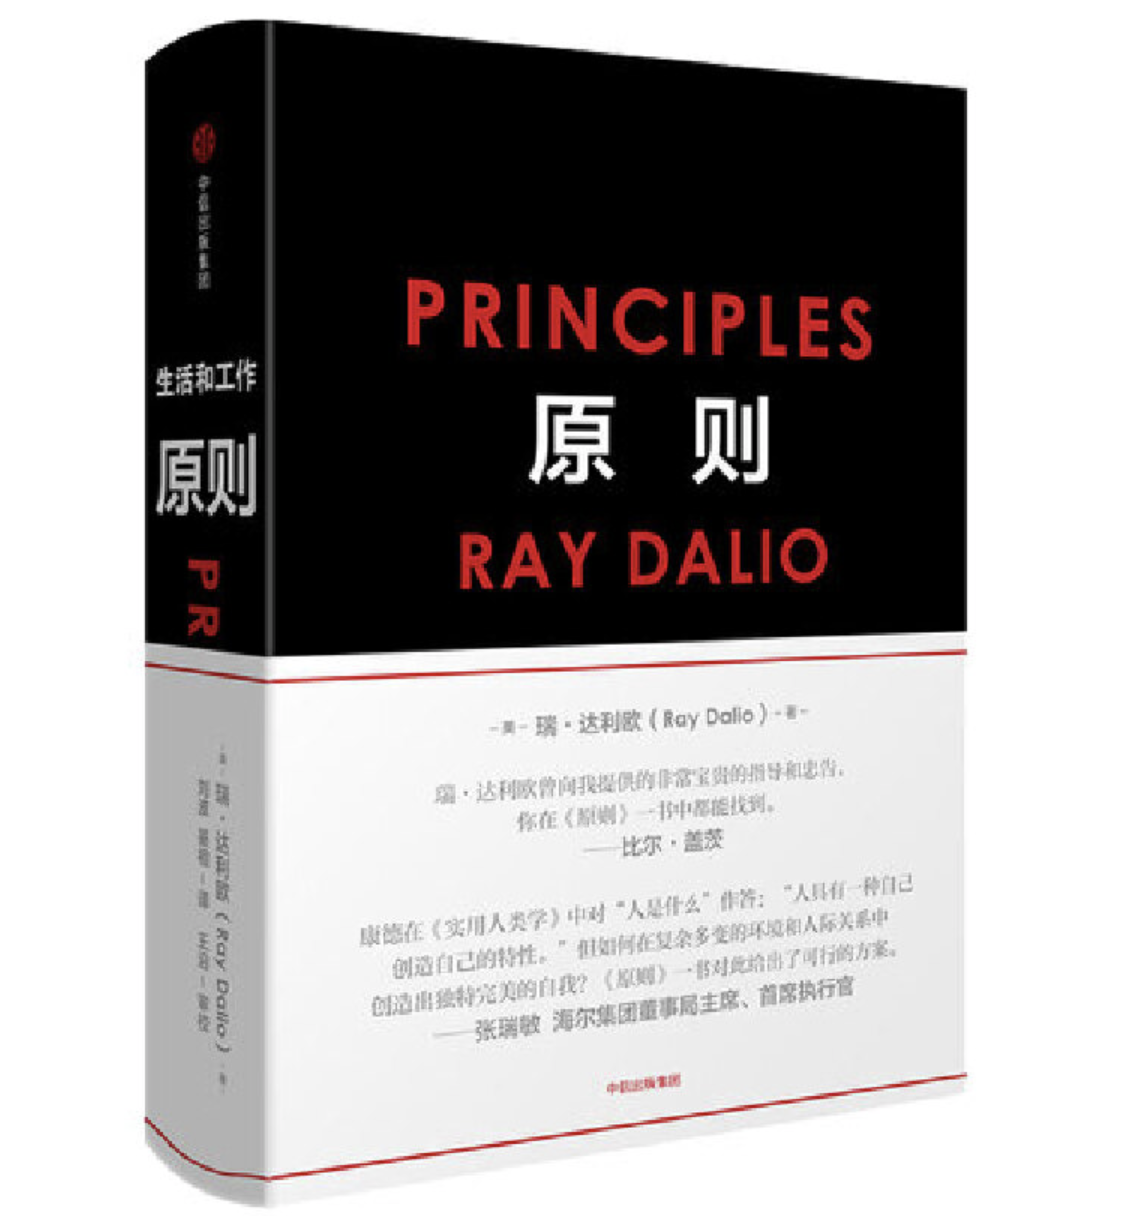 中信出版集团
生活和工作
原则
PR
瑞·达利欧（Ray Dalio）
PRINCIPLES
原则
RAY DALIO
-美- 瑞·达利欧（Ray Dalio）-著-
瑞·达利欧曾向我提供的非常宝贵的指导和忠告，
你在《原则》一书中都能找到。
——比尔·盖茨
康德在《实用人类学》中对“人是什么”作答：“人具有一种自己
创造自己的特性。”但如何在复杂多变的环境和人际关系中
创造出独特完美的自我？《原则》一书对此给出了可行的方案。
——张瑞敏 海尔集团董事局主席、首席执行官
中信出版集团